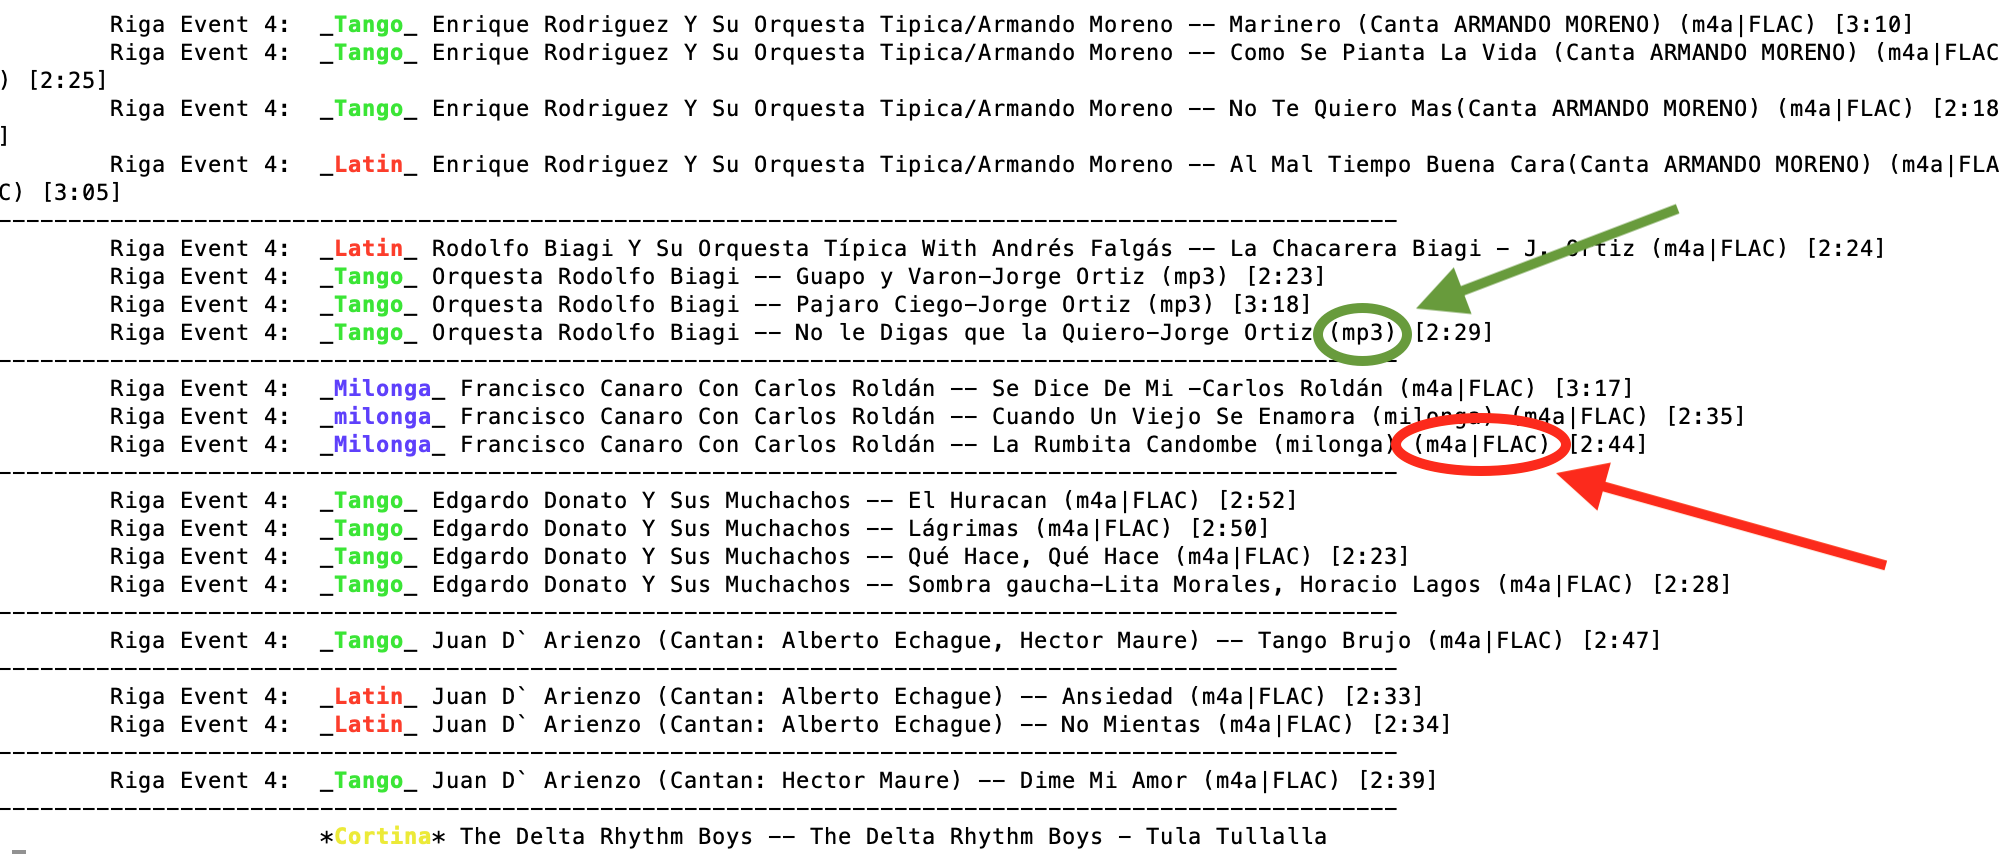 Riga Event 4:  _Tango_ Enrique Rodriguez Y Su Orquesta Tipica/Armando Moreno -- Marinero (Canta ARMANDO MORENO) (m4a|FLAC) [3:10]
Riga Event 4:  _Tango_ Enrique Rodriguez Y Su Orquesta Tipica/Armando Moreno -- Como Se Pianta La Vida (Canta ARMANDO MORENO) (m4a|FLAC
) [2:25]
Riga Event 4:  _Tango_ Enrique Rodriguez Y Su Orquesta Tipica/Armando Moreno -- No Te Quiero Mas(Canta ARMANDO MORENO) (m4a|FLAC) [2:18
]
Riga Event 4:  _Latin_ Enrique Rodriguez Y Su Orquesta Tipica/Armando Moreno -- Al Mal Tiempo Buena Cara(Canta ARMANDO MORENO) (m4a|FLA
C) [3:05]
----------------------------------------------------------------------------------------------------
Riga Event 4:  _Latin_ Rodolfo Biagi Y Su Orquesta Típica With Andrés Falgás -- La Chacarera Biagi - J. Ortiz (m4a|FLAC) [2:24]
Riga Event 4:  _Tango_ Orquesta Rodolfo Biagi -- Guapo y Varon-Jorge Ortiz (mp3) [2:23]
Riga Event 4:  _Tango_ Orquesta Rodolfo Biagi -- Pajaro Ciego-Jorge Ortiz (mp3) [3:18]
Riga Event 4:  _Tango_ Orquesta Rodolfo Biagi -- No le Digas que la Quiero-Jorge Ortiz (mp3) [2:29]
----------------------------------------------------------------------------------------------------
Riga Event 4:  _Milonga_ Francisco Canaro Con Carlos Roldán -- Se Dice De Mi -Carlos Roldán (m4a|FLAC) [3:17]
Riga Event 4:  _milonga_ Francisco Canaro Con Carlos Roldán -- Cuando Un Viejo Se Enamora (milonga) (m4a|FLAC) [2:35]
Riga Event 4:  _Milonga_ Francisco Canaro Con Carlos Roldán -- La Rumbita Candombe (milonga) (m4a|FLAC) [2:44]
----------------------------------------------------------------------------------------------------
Riga Event 4:  _Tango_ Edgardo Donato Y Sus Muchachos -- El Huracan (m4a|FLAC) [2:52]
Riga Event 4:  _Tango_ Edgardo Donato Y Sus Muchachos -- Lágrimas (m4a|FLAC) [2:50]
Riga Event 4:  _Tango_ Edgardo Donato Y Sus Muchachos -- Qué Hace, Qué Hace (m4a|FLAC) [2:23]
Riga Event 4:  _Tango_ Edgardo Donato Y Sus Muchachos -- Sombra gaucha-Lita Morales, Horacio Lagos (m4a|FLAC) [2:28]
----------------------------------------------------------------------------------------------------
Riga Event 4:  _Tango_ Juan D` Arienzo (Cantan: Alberto Echague, Hector Maure) -- Tango Brujo (m4a|FLAC) [2:47]
----------------------------------------------------------------------------------------------------
Riga Event 4:  _Latin_ Juan D` Arienzo (Cantan: Alberto Echague) -- Ansiedad (m4a|FLAC) [2:33]
Riga Event 4:  _Latin_ Juan D` Arienzo (Cantan: Alberto Echague) -- No Mientas (m4a|FLAC) [2:34]
----------------------------------------------------------------------------------------------------
Riga Event 4:  _Tango_ Juan D` Arienzo (Cantan: Hector Maure) -- Dime Mi Amor (m4a|FLAC) [2:39]
----------------------------------------------------------------------------------------------------
*Cortina* The Delta Rhythm Boys -- The Delta Rhythm Boys - Tula Tullalla